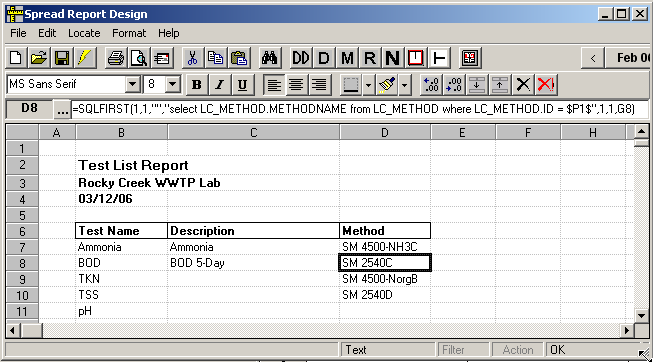 Spread Report Design
File Edit Locate Format Help
DD D M R N T < Feb 0
MS Sans Serif 8 B I U
D8 ... =SQLFIRST(1,1,"","select LC_METHOD.METHODNAME from LC_METHOD where LC_METHOD.ID = $P1$",1,1,G8)
A B C D E F G H
1
2 Test List Report
3 Rocky Creek WWTP Lab
4 03/12/06
5
6 Test Name Description Method
7 Ammonia Ammonia SM 4500-NH3C
8 BOD BOD 5-Day SM 2540C
9 TKN SM 4500-NorgB
10 TSS SM 2540D
11 pH
Text Filter Action OK